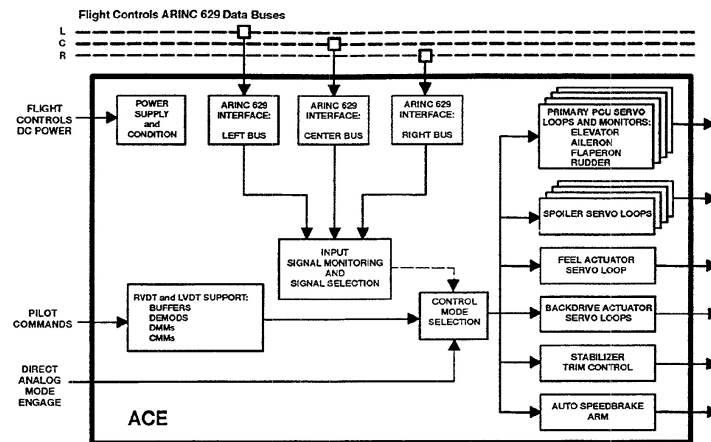 Flight Controls ARINC 629 Data Buses
L
C
R
FLIGHT
CONTROLS
DC POWER
POWER
SUPPLY
and
CONDITION
ARINC 629
INTERFACE:
LEFT BUS
ARINC 629
INTERFACE:
CENTER BUS
ARINC 629
INTERFACE:
RIGHT BUS
PRIMARY PCU SERVO
LOOPS AND MONITORS:
ELEVATOR
AILERON
FLAPERON
RUDDER
SPOILER SERVO LOOPS
INPUT
SIGNAL MONITORING
AND
SIGNAL SELECTION
FEEL ACTUATOR
SERVO LOOP
RVDT and LVDT SUPPORT:
BUFFERS
DEMODS
DMMs
CMMs
CONTROL
MODE
SELECTION
BACKDRIVE ACTUATOR
SERVO LOOPS
PILOT
COMMANDS
STABILIZER
TRIM CONTROL
DIRECT
ANALOG
MODE
ENGAGE
AUTO SPEEDBRAKE
ARM
ACE